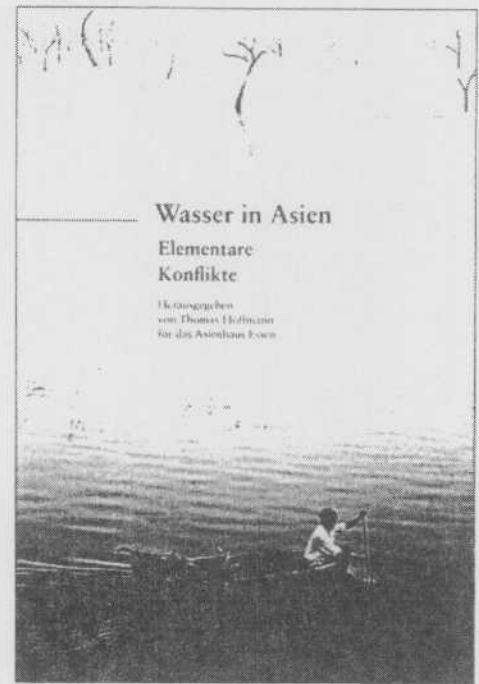 Wasser in Asien
Elementare
Konflikte
Herausgegeben
von Thomas Hoffmann
für das Asienhaus Essen